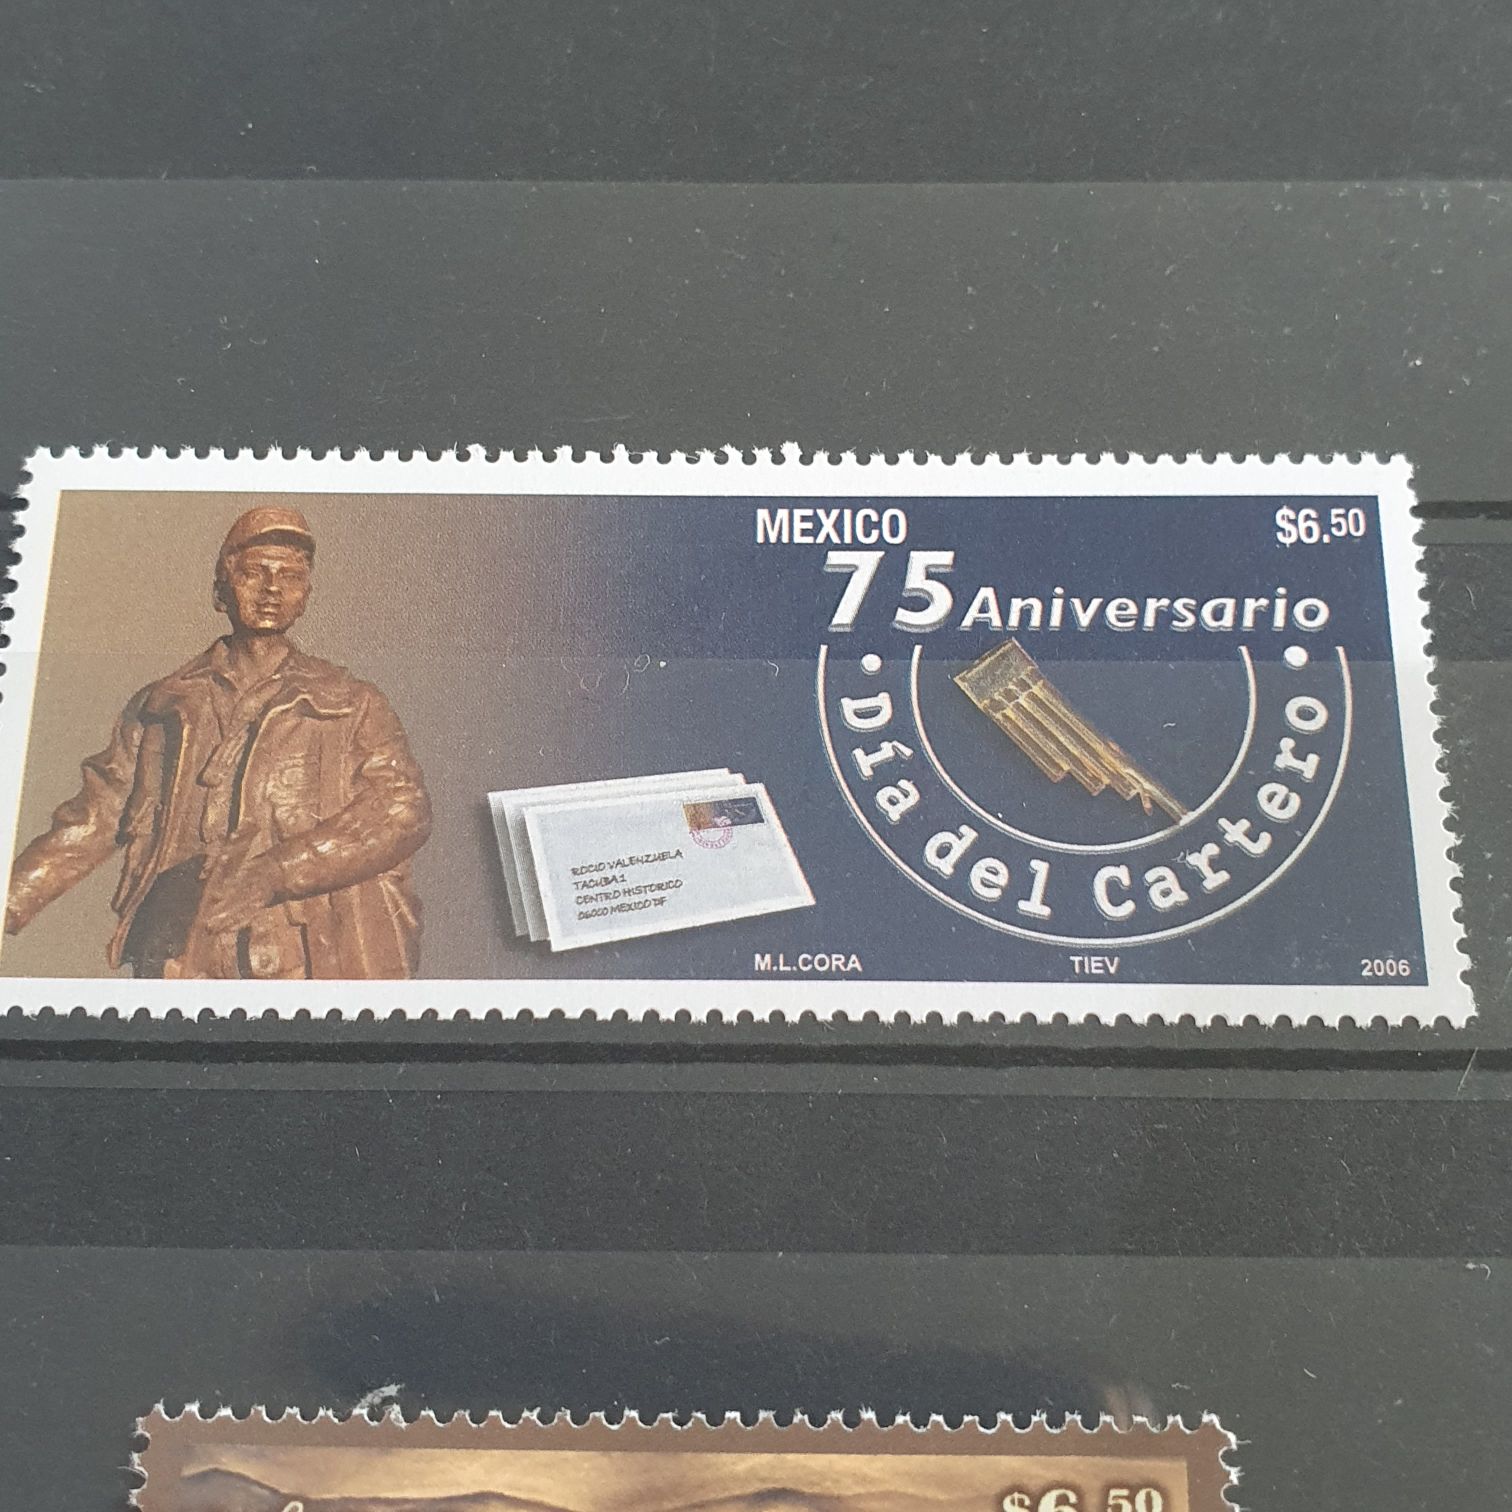 MEXICO
$6.50
75 Aniversario
• Día del Cartero •
ROCIO VALENZUELA
TACUBA 1
CENTRO HISTORICO
06000 MEXICO DF
M.L.CORA
TIEV
2006
$6.50